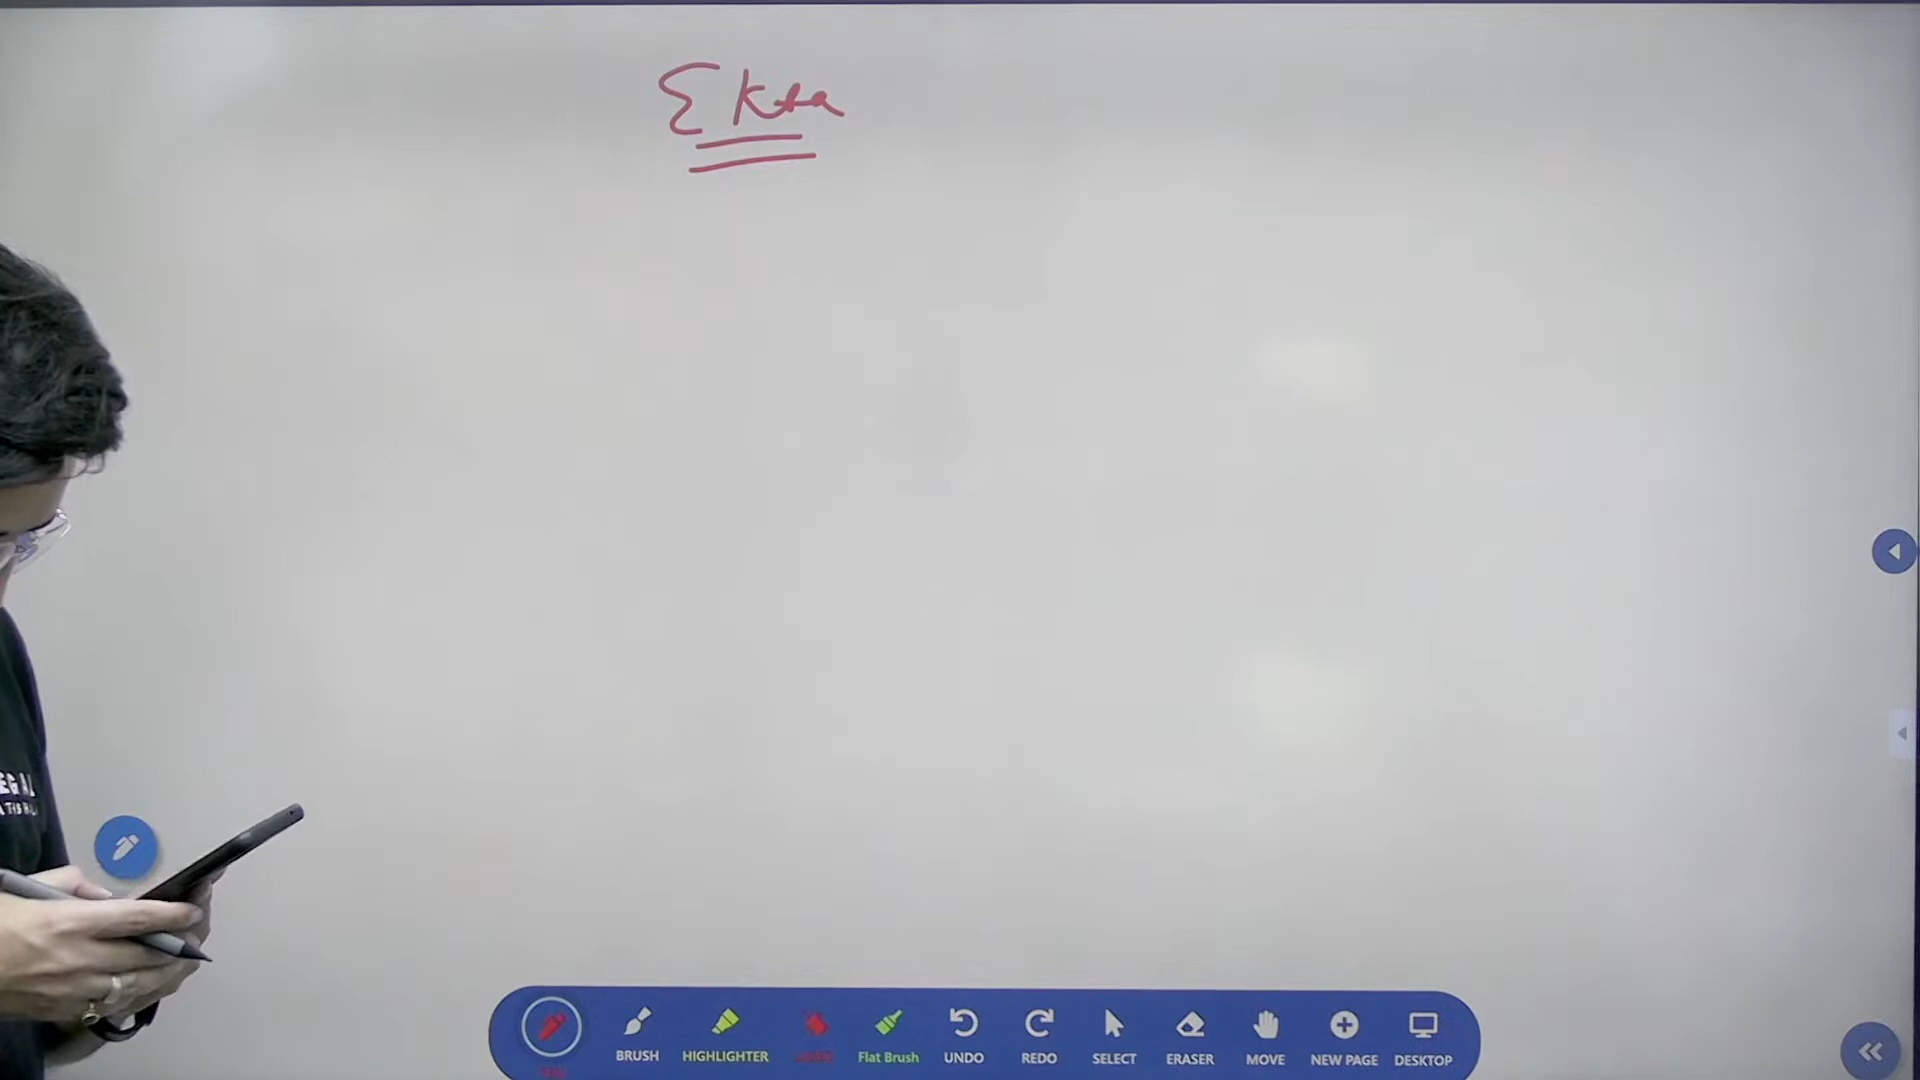 Ekta
EGAL
BRUSH
HIGHLIGHTER
Flat Brush
UNDO
REDO
SELECT
ERASER
MOVE
NEW PAGE
DESKTOP